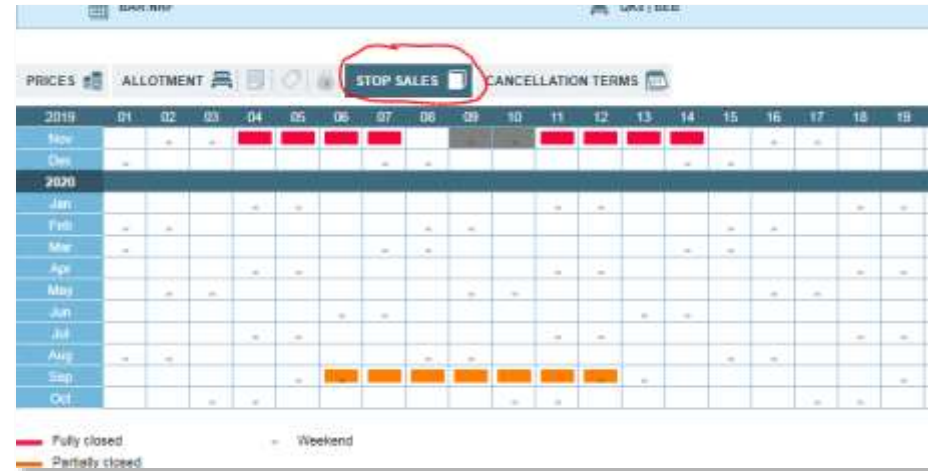 BAR NRF
PRICES ALLOTMENT STOP SALES CANCELLATION TERMS
2019 01 02 03 04 05 06 07 08 09 10 11 12 13 14 15 16 17 18 19
Nov
Dec
2020
Jan
Feb
Mar
Apr
May
Jun
Jul
Aug
Sep
Oct
Fully closed Weekend
Partially closed